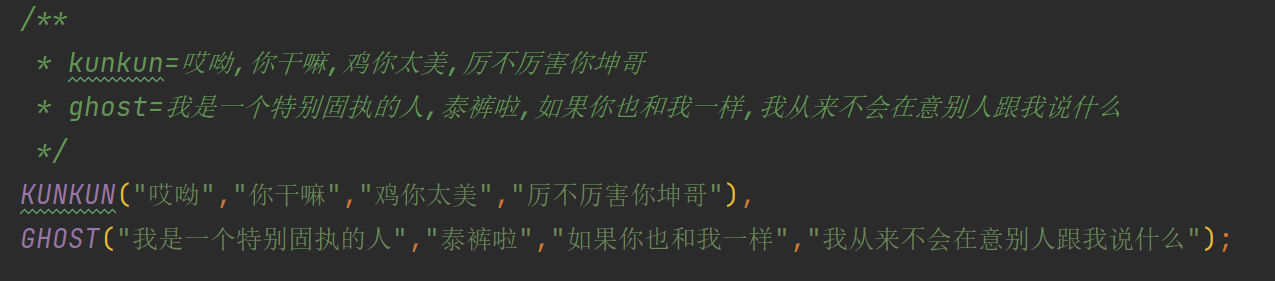 /**
 * kunkun=哎呦,你干嘛,鸡你太美,厉不厉害你坤哥
 * ghost=我是一个特别固执的人,泰裤啦,如果你也和我一样,我从来不会在意别人跟我说什么
 */
KUNKUN("哎呦","你干嘛","鸡你太美","厉不厉害你坤哥"),
GHOST("我是一个特别固执的人","泰裤啦","如果你也和我一样","我从来不会在意别人跟我说什么");